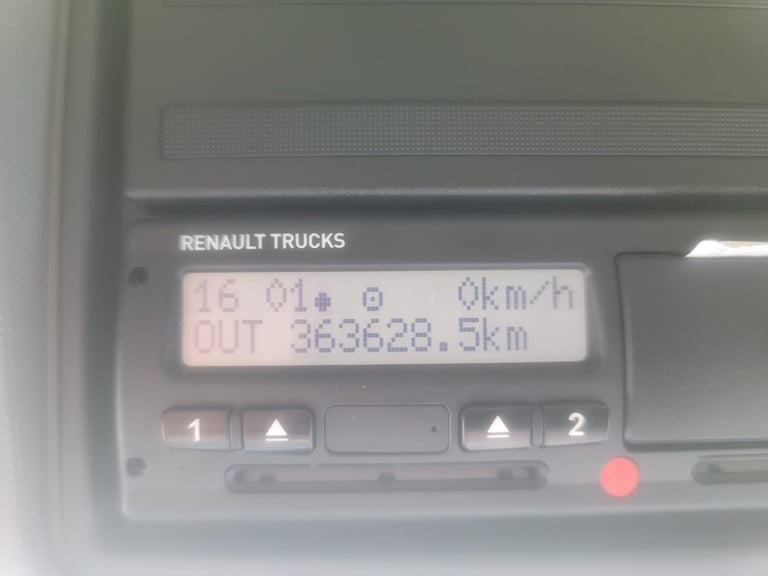 RENAULT TRUCKS
16 01 0km/h
OUT 363628.5km
1 2